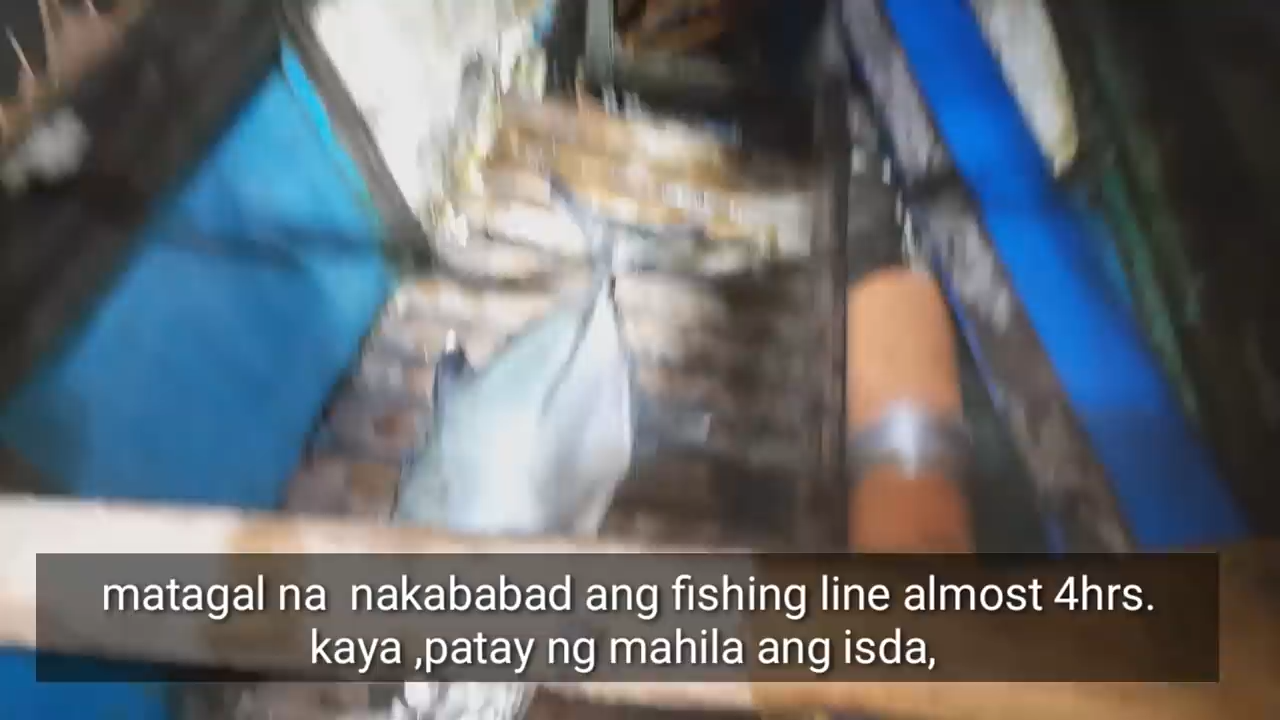 matagal na  nakababad ang fishing line almost 4hrs.
kaya ,patay ng mahila ang isda,